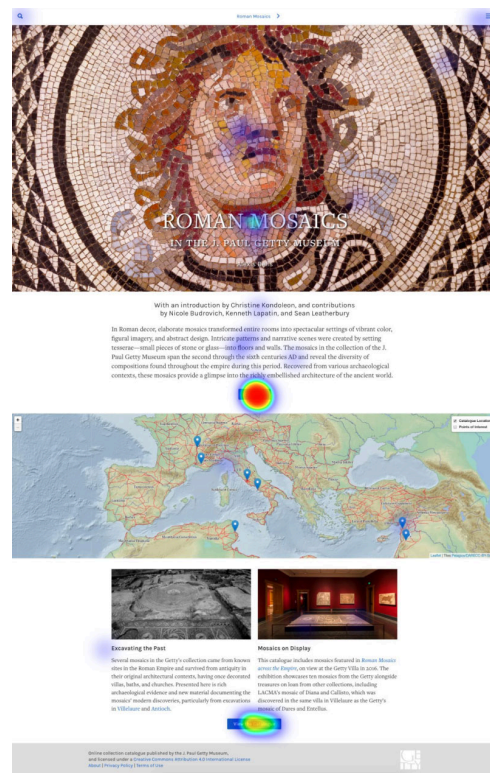 Roman Mosaics
ROMAN MOSAICS
IN THE J. PAUL GETTY MUSEUM
With an introduction by Christine Kondoleon, and contributions
by Nicole Budrovich, Kenneth Lapatin, and Sean Leatherbury
In Roman decor, elaborate mosaics transformed entire rooms into spectacular settings of vibrant color,
figural imagery, and abstract design. Intricate patterns and narrative scenes were created by setting
tesserae—small pieces of stone or glass—into floors and walls. The mosaics in the collection of the J.
Paul Getty Museum span the second through the sixth centuries AD and reveal the diversity of
compositions found throughout the empire during this period. Recovered from various archaeological
contexts, these mosaics provide a glimpse into the richly embellished architecture of the ancient world.
Catalogue Locations
Points of Interest
Excavating the Past
Several mosaics in the Getty's collection come from known
sites in the Roman Empire and survived from antiquity in
their original architectural contexts, having once decorated
villas, baths, and churches. Presented here is rich
archaeological evidence and new material documenting the
mosaics' modern discoveries, particularly from excavations
in Villelaure and Antioch.
Mosaics on Display
This catalogue includes mosaics featured in Roman Mosaics
across the Empire, on view at the Getty Villa in 2016. The
exhibition showcases ten mosaics from the Getty alongside
treasures on loan from other collections, including
LACMA's mosaic of Diana and Callisto, which was
discovered in the same villa in Villelaure as the Getty's
mosaic of Dares and Entellus.
Online collection catalogue published by the J. Paul Getty Museum,
and licensed under a Creative Commons Attribution 4.0 International License
About | Privacy Policy | Terms of Use